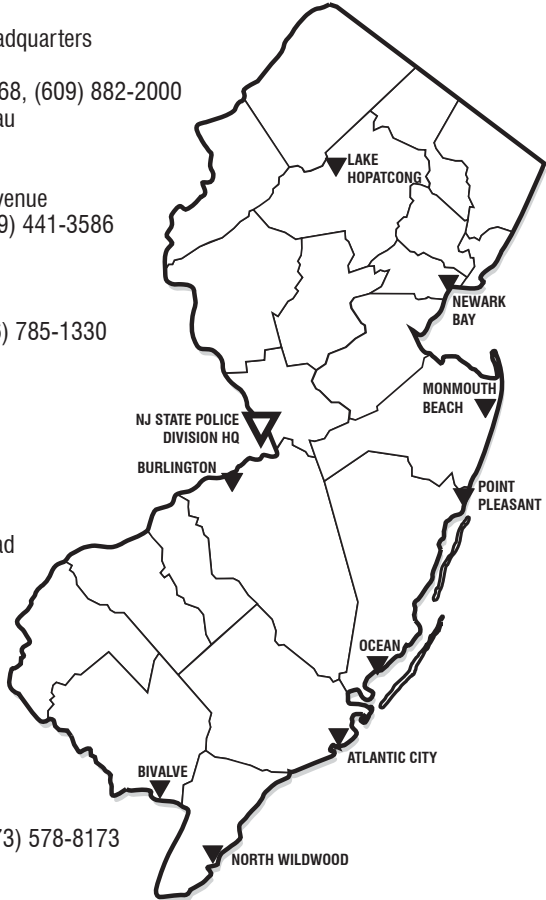 adquarters
68, (609) 882-2000
au
venue
9) 441-3586
) 785-1330
ad
73) 578-8173
LAKE
HOPATCONG
NEWARK
BAY
MONMOUTH
BEACH
NJ STATE POLICE
DIVISION HQ
BURLINGTON
POINT
PLEASANT
OCEAN
ATLANTIC CITY
BIVALVE
NORTH WILDWOOD